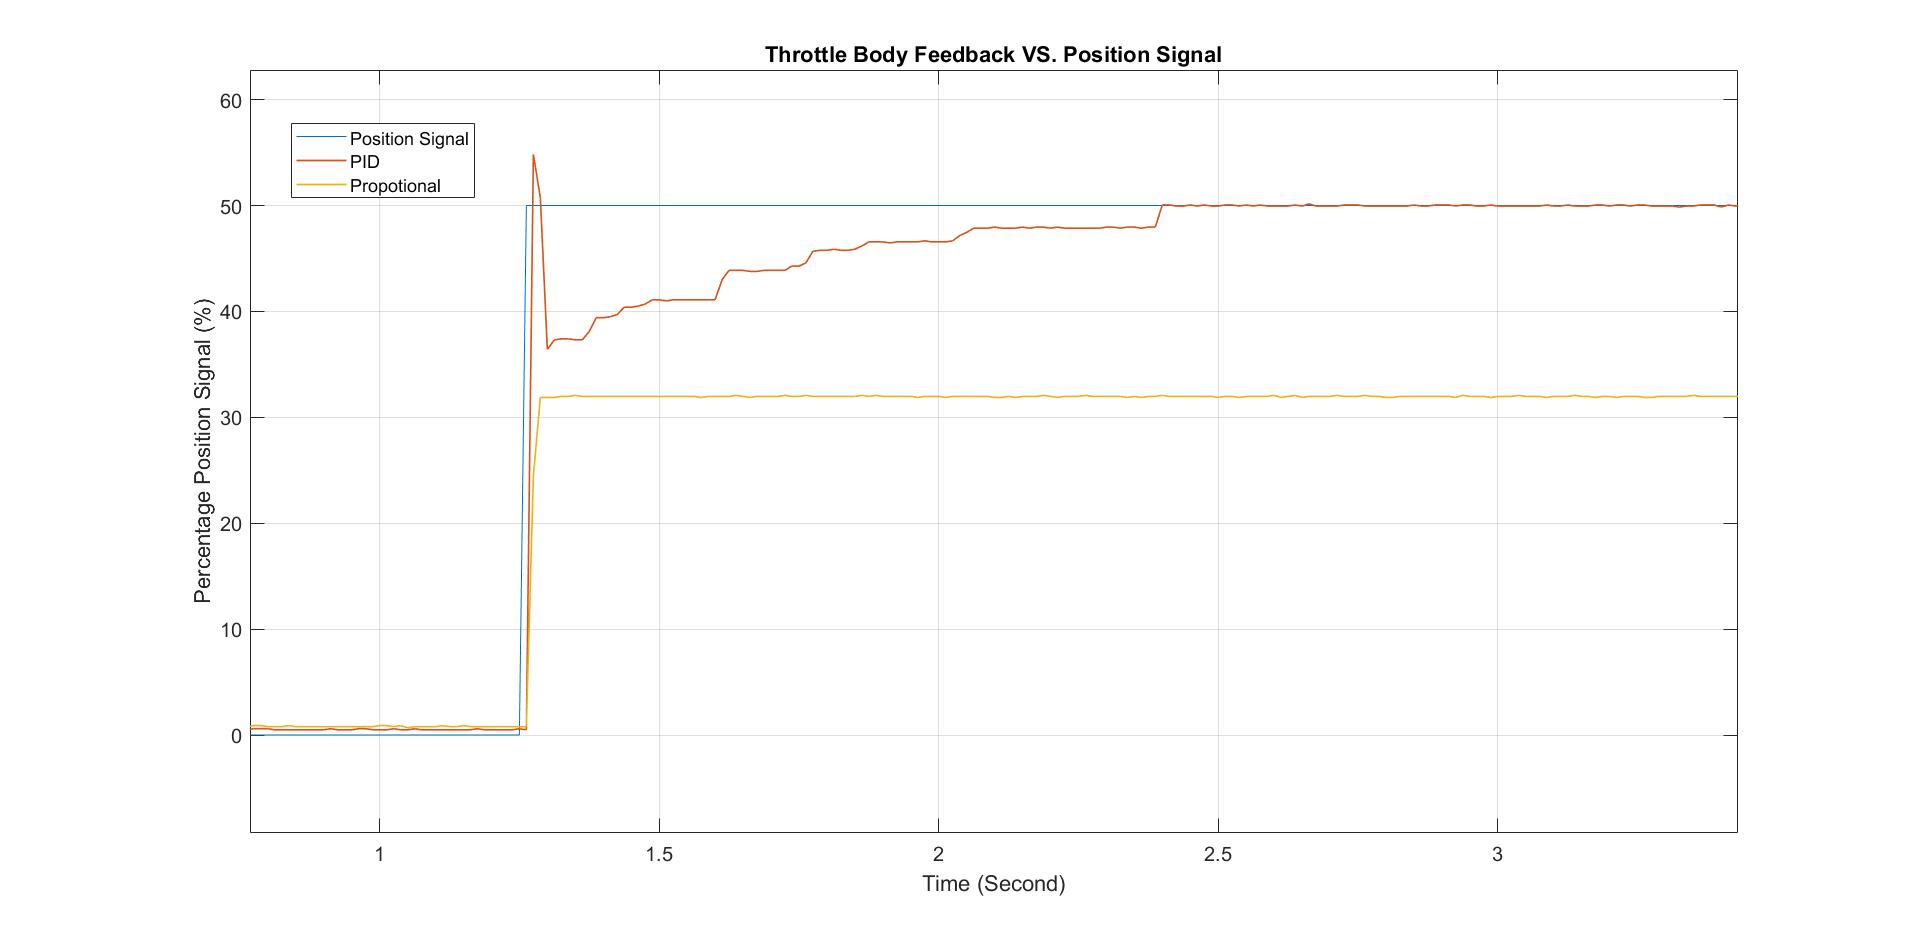 Throttle Body Feedback VS. Position Signal
Position Signal
PID
Propotional
Percentage Position Signal (%)
60
50
40
30
20
10
0
1
1.5
2
2.5
3
Time (Second)